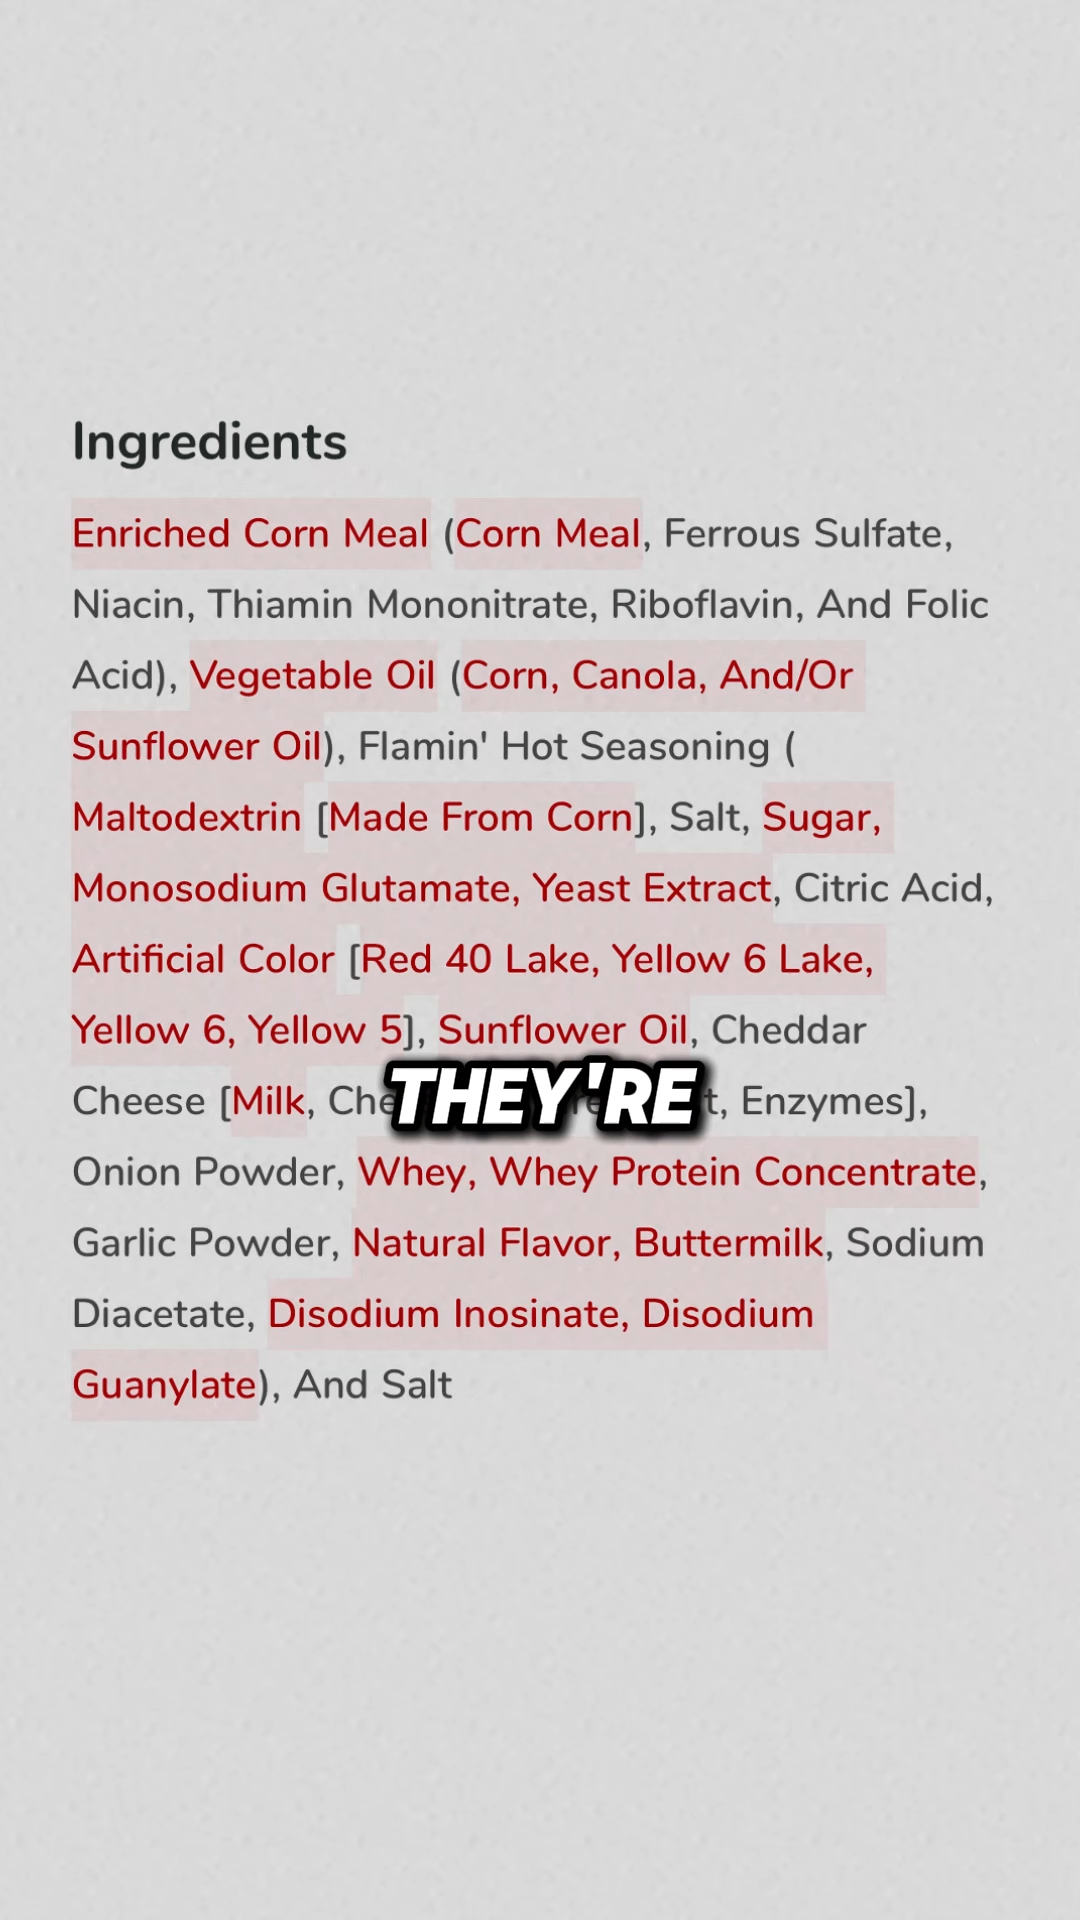 Ingredients
Enriched Corn Meal (Corn Meal, Ferrous Sulfate,
Niacin, Thiamin Mononitrate, Riboflavin, And Folic
Acid), Vegetable Oil (Corn, Canola, And/Or
Sunflower Oil), Flamin' Hot Seasoning (
Maltodextrin [Made From Corn], Salt, Sugar,
Monosodium Glutamate, Yeast Extract, Citric Acid,
Artificial Color [Red 40 Lake, Yellow 6 Lake,
Yellow 6, Yellow 5], Sunflower Oil, Cheddar
Cheese [Milk, Enzymes],
THEY'RE
Onion Powder, Whey, Whey Protein Concentrate,
Garlic Powder, Natural Flavor, Buttermilk, Sodium
Diacetate, Disodium Inosinate, Disodium
Guanylate), And Salt